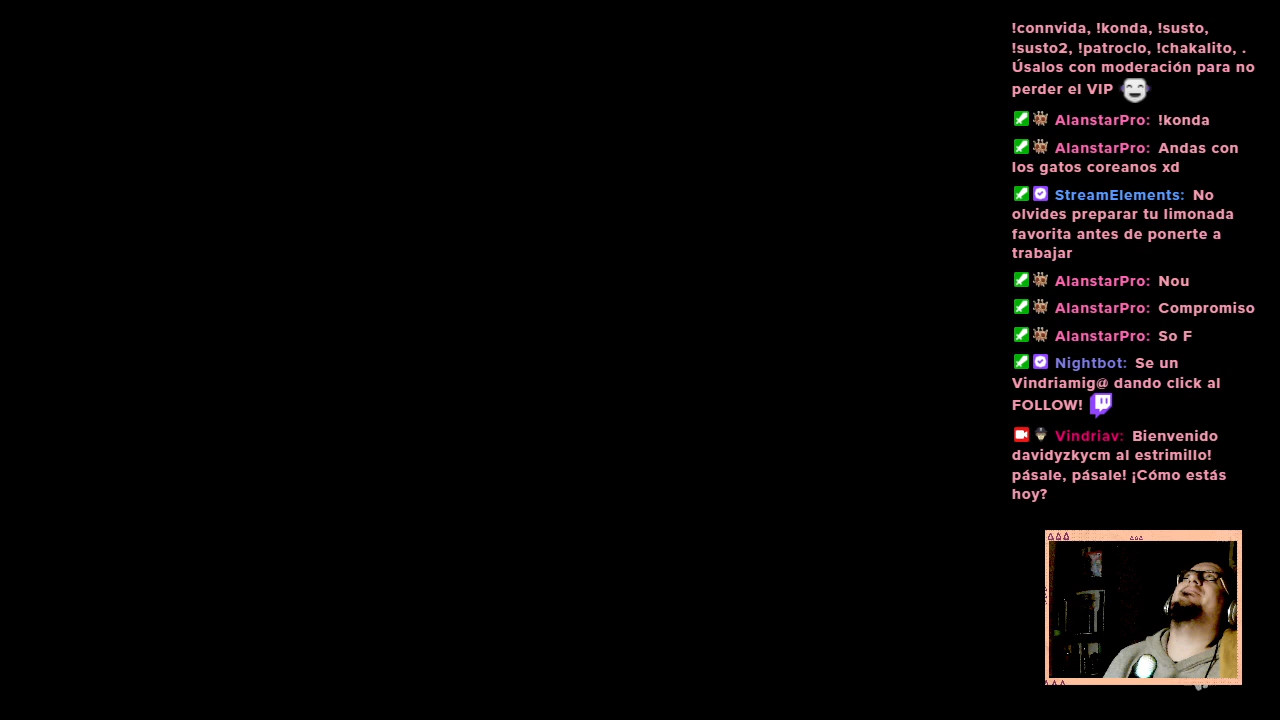 !connvida, !konda, !susto,
!susto2, !patroclo, !chakalito, .
Úsalos con moderación para no
perder el VIP
AlanstarPro: !konda
AlanstarPro: Andas con
los gatos coreanos xd
StreamElements: No
olvides preparar tu limonada
favorita antes de ponerte a
trabajar
AlanstarPro: Nou
AlanstarPro: Compromiso
AlanstarPro: So F
Nightbot: Se un
Vindriamig@ dando click al
FOLLOW!
Vindriav: Bienvenido
davidyzkycm al estrimillo!
pásale, pásale! ¡Cómo estás
hoy?